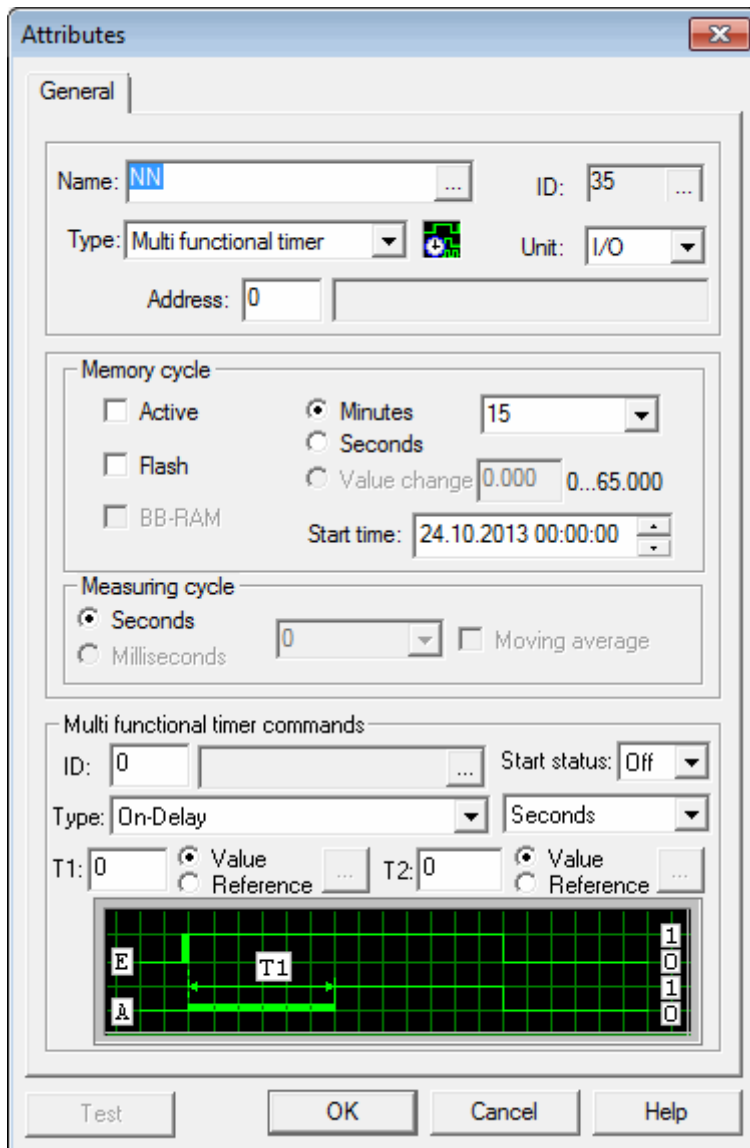 Attributes
General
Name: NN ... ID: 35 ...
Type: Multi functional timer Unit: I/O
Address: 0
Memory cycle
Active Minutes 15
Seconds
Flash
Value change 0.000 0...65.000
BB-RAM
Start time: 24.10.2013 00:00:00
Measuring cycle
Seconds
0 Moving average
Milliseconds
Multi functional timer commands
ID: 0 ... Start status: Off
Type: On-Delay Seconds
T1: 0 Value ... T2: 0 Value ...
Reference Reference
1
E T1 0
1
A 0
Test OK Cancel Help